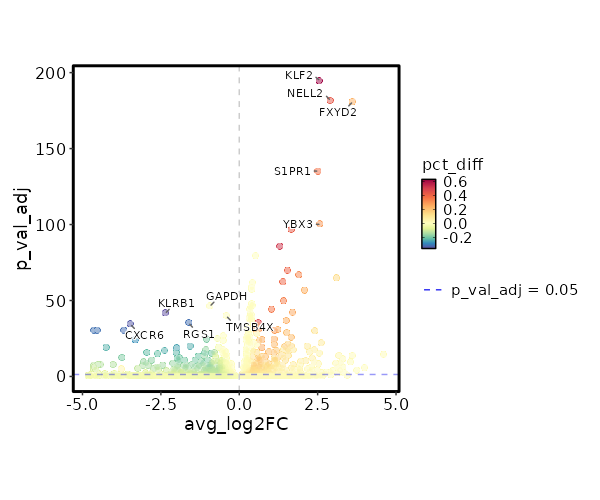 200
150
100
50
0
p_val_adj
KLF2
NELL2
FXYD2
S1PR1
YBX3
GAPDH
KLRB1
TMSB4X
CXCR6
RGS1
-5.0 -2.5 0.0 2.5 5.0
avg_log2FC
pct_diff
0.6
0.4
0.2
0.0
-0.2
p_val_adj = 0.05